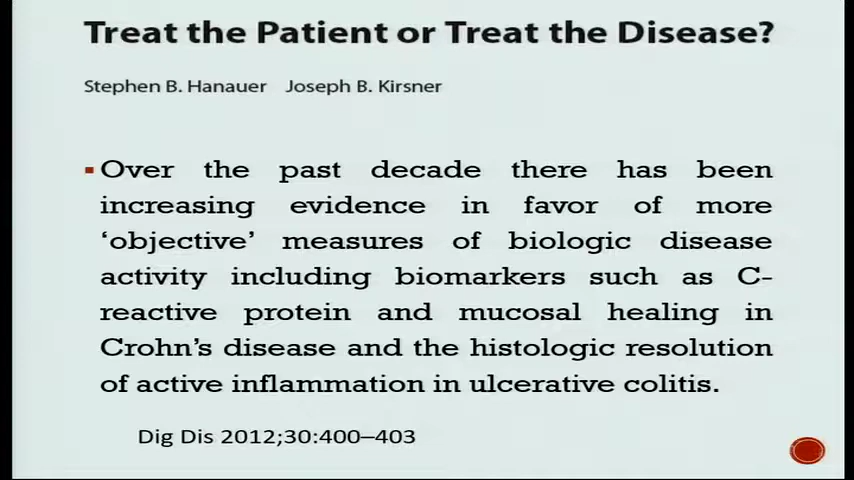 Treat the Patient or Treat the Disease?
Stephen B. Hanauer Joseph B. Kirsner
Over the past decade there has been
increasing evidence in favor of more
‘objective’ measures of biologic disease
activity including biomarkers such as C-
reactive protein and mucosal healing in
Crohn’s disease and the histologic resolution
of active inflammation in ulcerative colitis.
Dig Dis 2012;30:400–403